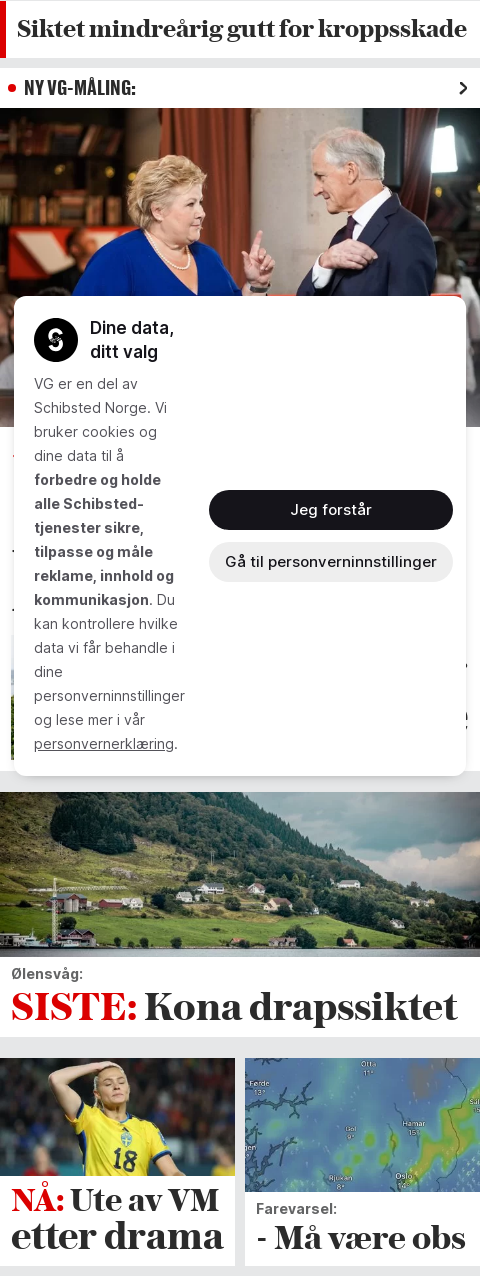 Siktet mindreårig gutt for kroppsskade
NY VG-MÅLING:
Dine data,
ditt valg
VG er en del av
Schibsted Norge. Vi
bruker cookies og
dine data til å
forbedre og holde
alle Schibsted-
tjenester sikre,
tilpasse og måle
reklame, innhold og
kommunikasjon. Du
kan kontrollere hvilke
data vi får behandle i
dine
personverninnstillinger
og lese mer i vår
personvernerklæring.
Jeg forstår
Gå til personverninnstillinger
Ølensvåg:
SISTE: Kona drapssiktet
18
NÅ: Ute av VM
etter drama
Otta
11°
Førde
13°
Gol
9°
Hamar
15°
Rjukan
8°
Oslo
14°
Farevarsel:
- Må være obs